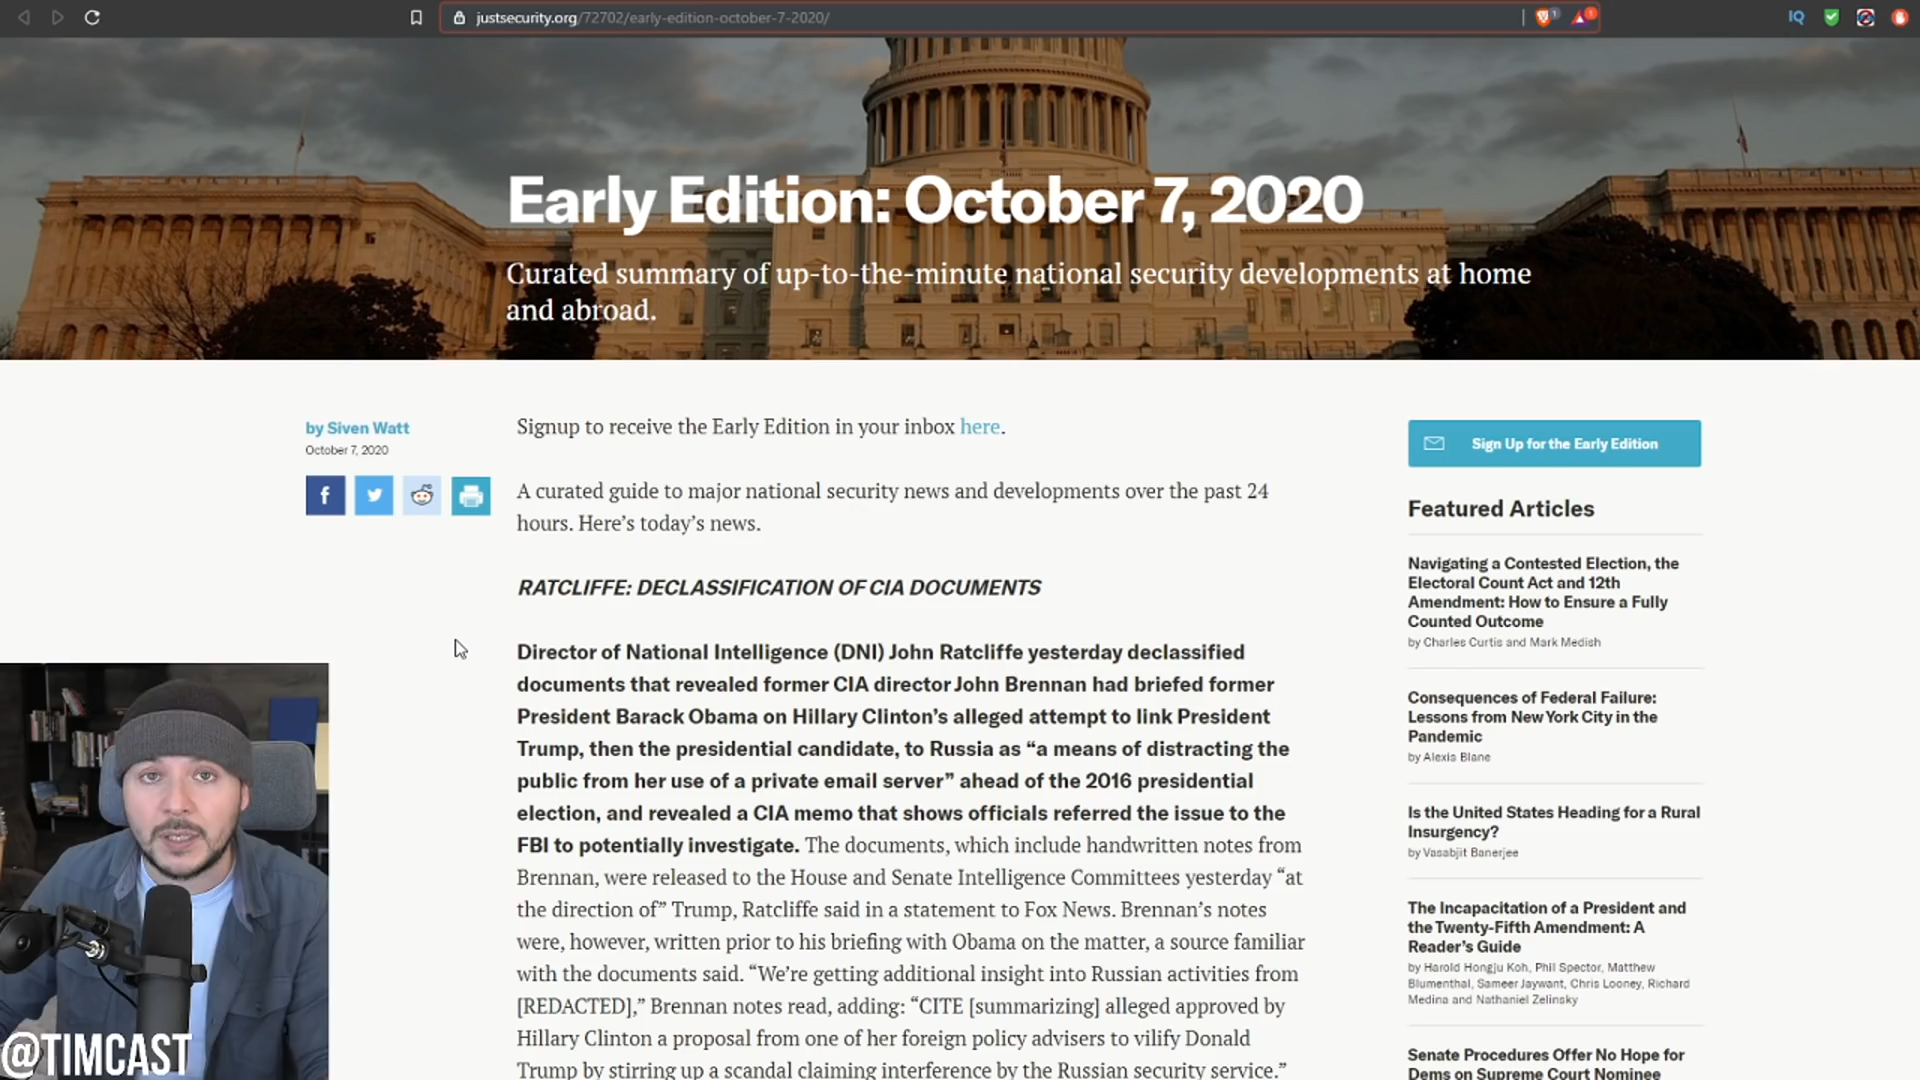 justsecurity.org/72702/early-edition-october-7-2020/
1
1
IQ
Early Edition: October 7, 2020
Curated summary of up-to-the-minute national security developments at home
and abroad.
by Siven Watt
October 7, 2020
f
Signup to receive the Early Edition in your inbox here.
A curated guide to major national security news and developments over the past 24
hours. Here’s today’s news.
RATCLIFFE: DECLASSIFICATION OF CIA DOCUMENTS
Director of National Intelligence (DNI) John Ratcliffe yesterday declassified
documents that revealed former CIA director John Brennan had briefed former
President Barack Obama on Hillary Clinton’s alleged attempt to link President
Trump, then the presidential candidate, to Russia as “a means of distracting the
public from her use of a private email server” ahead of the 2016 presidential
election, and revealed a CIA memo that shows officials referred the issue to the
FBI to potentially investigate. The documents, which include handwritten notes from
Brennan, were released to the House and Senate Intelligence Committees yesterday “at
the direction of” Trump, Ratcliffe said in a statement to Fox News. Brennan’s notes
were, however, written prior to his briefing with Obama on the matter, a source familiar
with the documents said. “We’re getting additional insight into Russian activities from
[REDACTED],” Brennan notes read, adding: “CITE [summarizing] alleged approved by
Hillary Clinton a proposal from one of her foreign policy advisers to vilify Donald
Trump by stirring up a scandal claiming interference by the Russian security service.”
Sign Up for the Early Edition
Featured Articles
Navigating a Contested Election, the
Electoral Count Act and 12th
Amendment: How to Ensure a Fully
Counted Outcome
by Charles Curtis and Mark Medish
Consequences of Federal Failure:
Lessons from New York City in the
Pandemic
by Alexis Blane
Is the United States Heading for a Rural
Insurgency?
by Vasabjit Banerjee
The Incapacitation of a President and
the Twenty-Fifth Amendment: A
Reader’s Guide
by Harold Hongju Koh, Phil Spector, Matthew
Blumenthal, Sameer Jaywant, Chris Looney, Richard
Medina and Nathaniel Zelinsky
Senate Procedures Offer No Hope for
Dems on Supreme Court Nominee
@TIMCAST